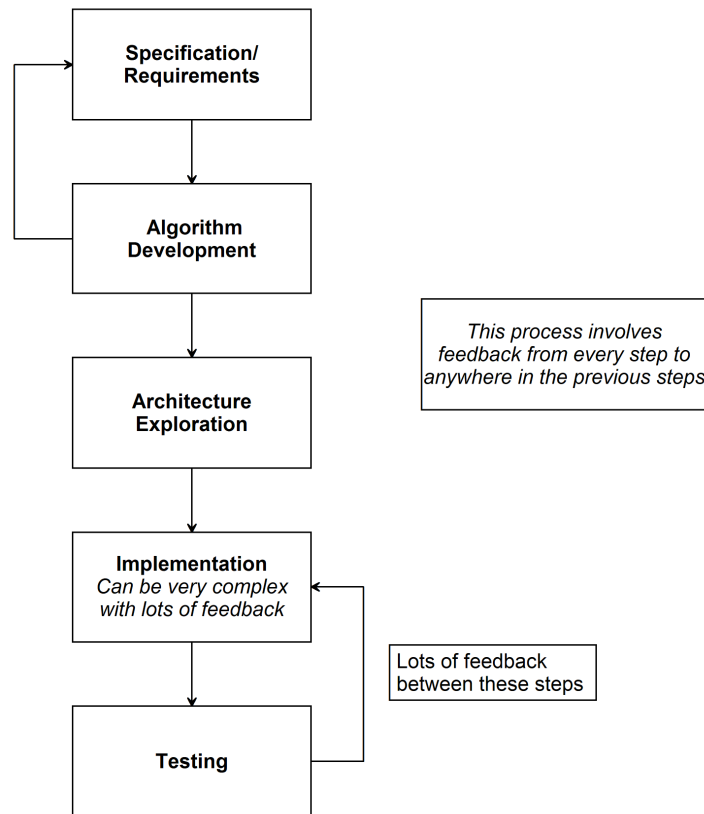 Specification/
Requirements
Algorithm
Development
This process involves
feedback from every step to
anywhere in the previous steps
Architecture
Exploration
Implementation
Can be very complex
with lots of feedback
Lots of feedback
between these steps
Testing